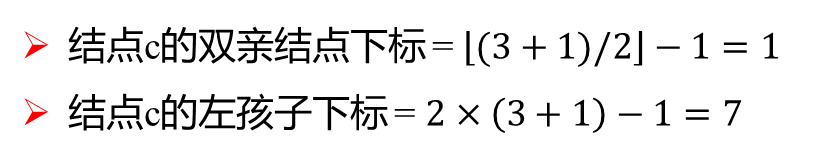 ➢ 结点c的双亲结点下标 = ⌊(3 + 1)/2⌋ − 1 = 1
➢ 结点c的左孩子下标 = 2 × (3 + 1) − 1 = 7